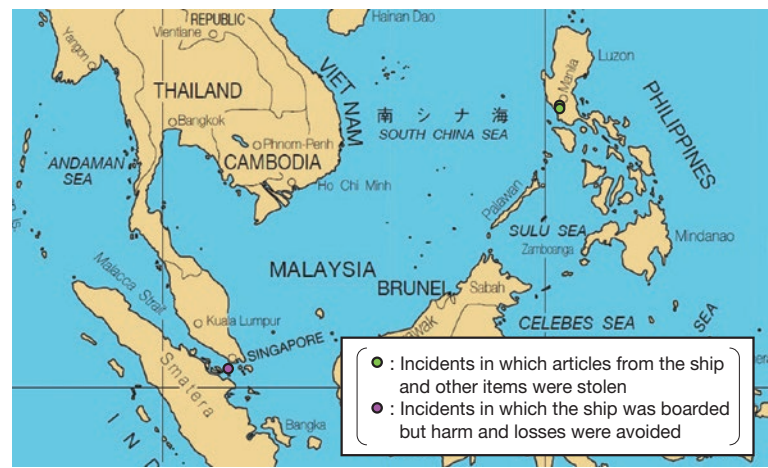 Hainan Dao
REPUBLIC
Vientiane
Yangon
Luzon
Manila
VIET NAM
THAILAND
PHILIPPINES
南シナ海
SOUTH CHINA SEA
Bangkok
Phnom-Penh
CAMBODIA
ANDAMAN
SEA
Ho Chi Minh
Palawan
SULU SEA
Zamboanga
Mindanao
Malacca Strait
MALAYSIA
BRUNEI
Sabah
Kuala Lumpur
SINGAPORE
CELEBES SEA
SEA
Smatera
Bangka
: Incidents in which articles from the ship
and other items were stolen
: Incidents in which the ship was boarded
but harm and losses were avoided